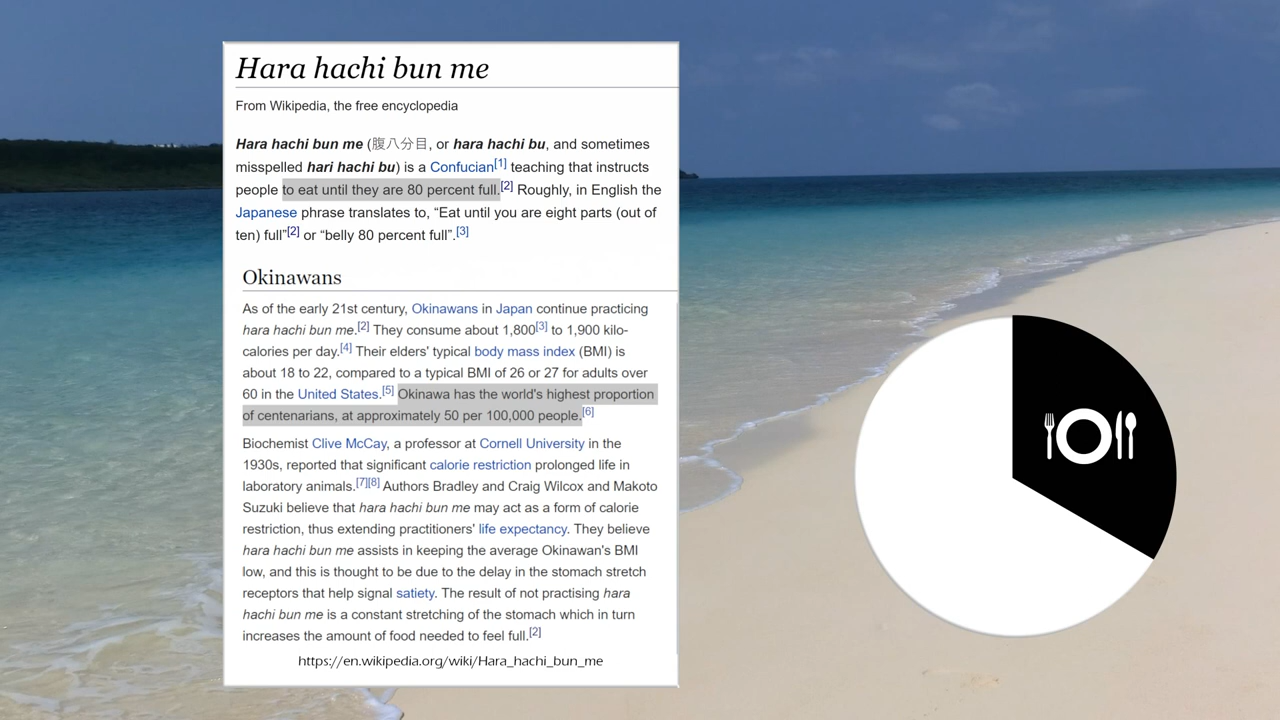 Hara hachi bun me
From Wikipedia, the free encyclopedia
Hara hachi bun me (腹八分目, or hara hachi bu, and sometimes
misspelled hari hachi bu) is a Confucian[1] teaching that instructs
people to eat until they are 80 percent full.[2] Roughly, in English the
Japanese phrase translates to, “Eat until you are eight parts (out of
ten) full”[2] or “belly 80 percent full”.[3]
Okinawans
As of the early 21st century, Okinawans in Japan continue practicing
hara hachi bun me.[2] They consume about 1,800[3] to 1,900 kilo-
calories per day.[4] Their elders' typical body mass index (BMI) is
about 18 to 22, compared to a typical BMI of 26 or 27 for adults over
60 in the United States.[5] Okinawa has the world's highest proportion
of centenarians, at approximately 50 per 100,000 people.[6]
Biochemist Clive McCay, a professor at Cornell University in the
1930s, reported that significant calorie restriction prolonged life in
laboratory animals.[7][8] Authors Bradley and Craig Wilcox and Makoto
Suzuki believe that hara hachi bun me may act as a form of calorie
restriction, thus extending practitioners' life expectancy. They believe
hara hachi bun me assists in keeping the average Okinawan's BMI
low, and this is thought to be due to the delay in the stomach stretch
receptors that help signal satiety. The result of not practising hara
hachi bun me is a constant stretching of the stomach which in turn
increases the amount of food needed to feel full.[2]
https://en.wikipedia.org/wiki/Hara_hachi_bun_me